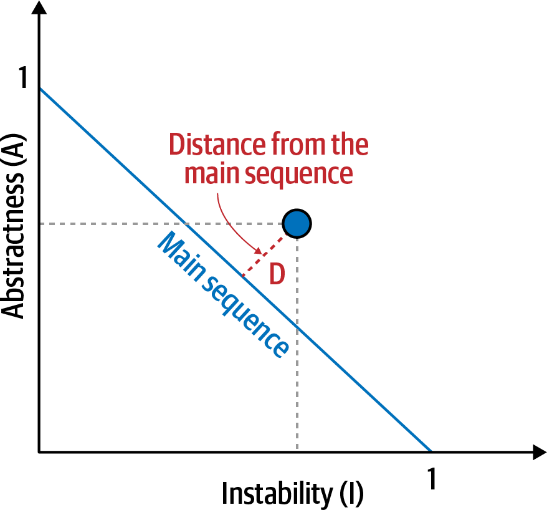 1
Distance from the
main sequence
Abstractness (A)
Main sequence
D
1
Instability (I)